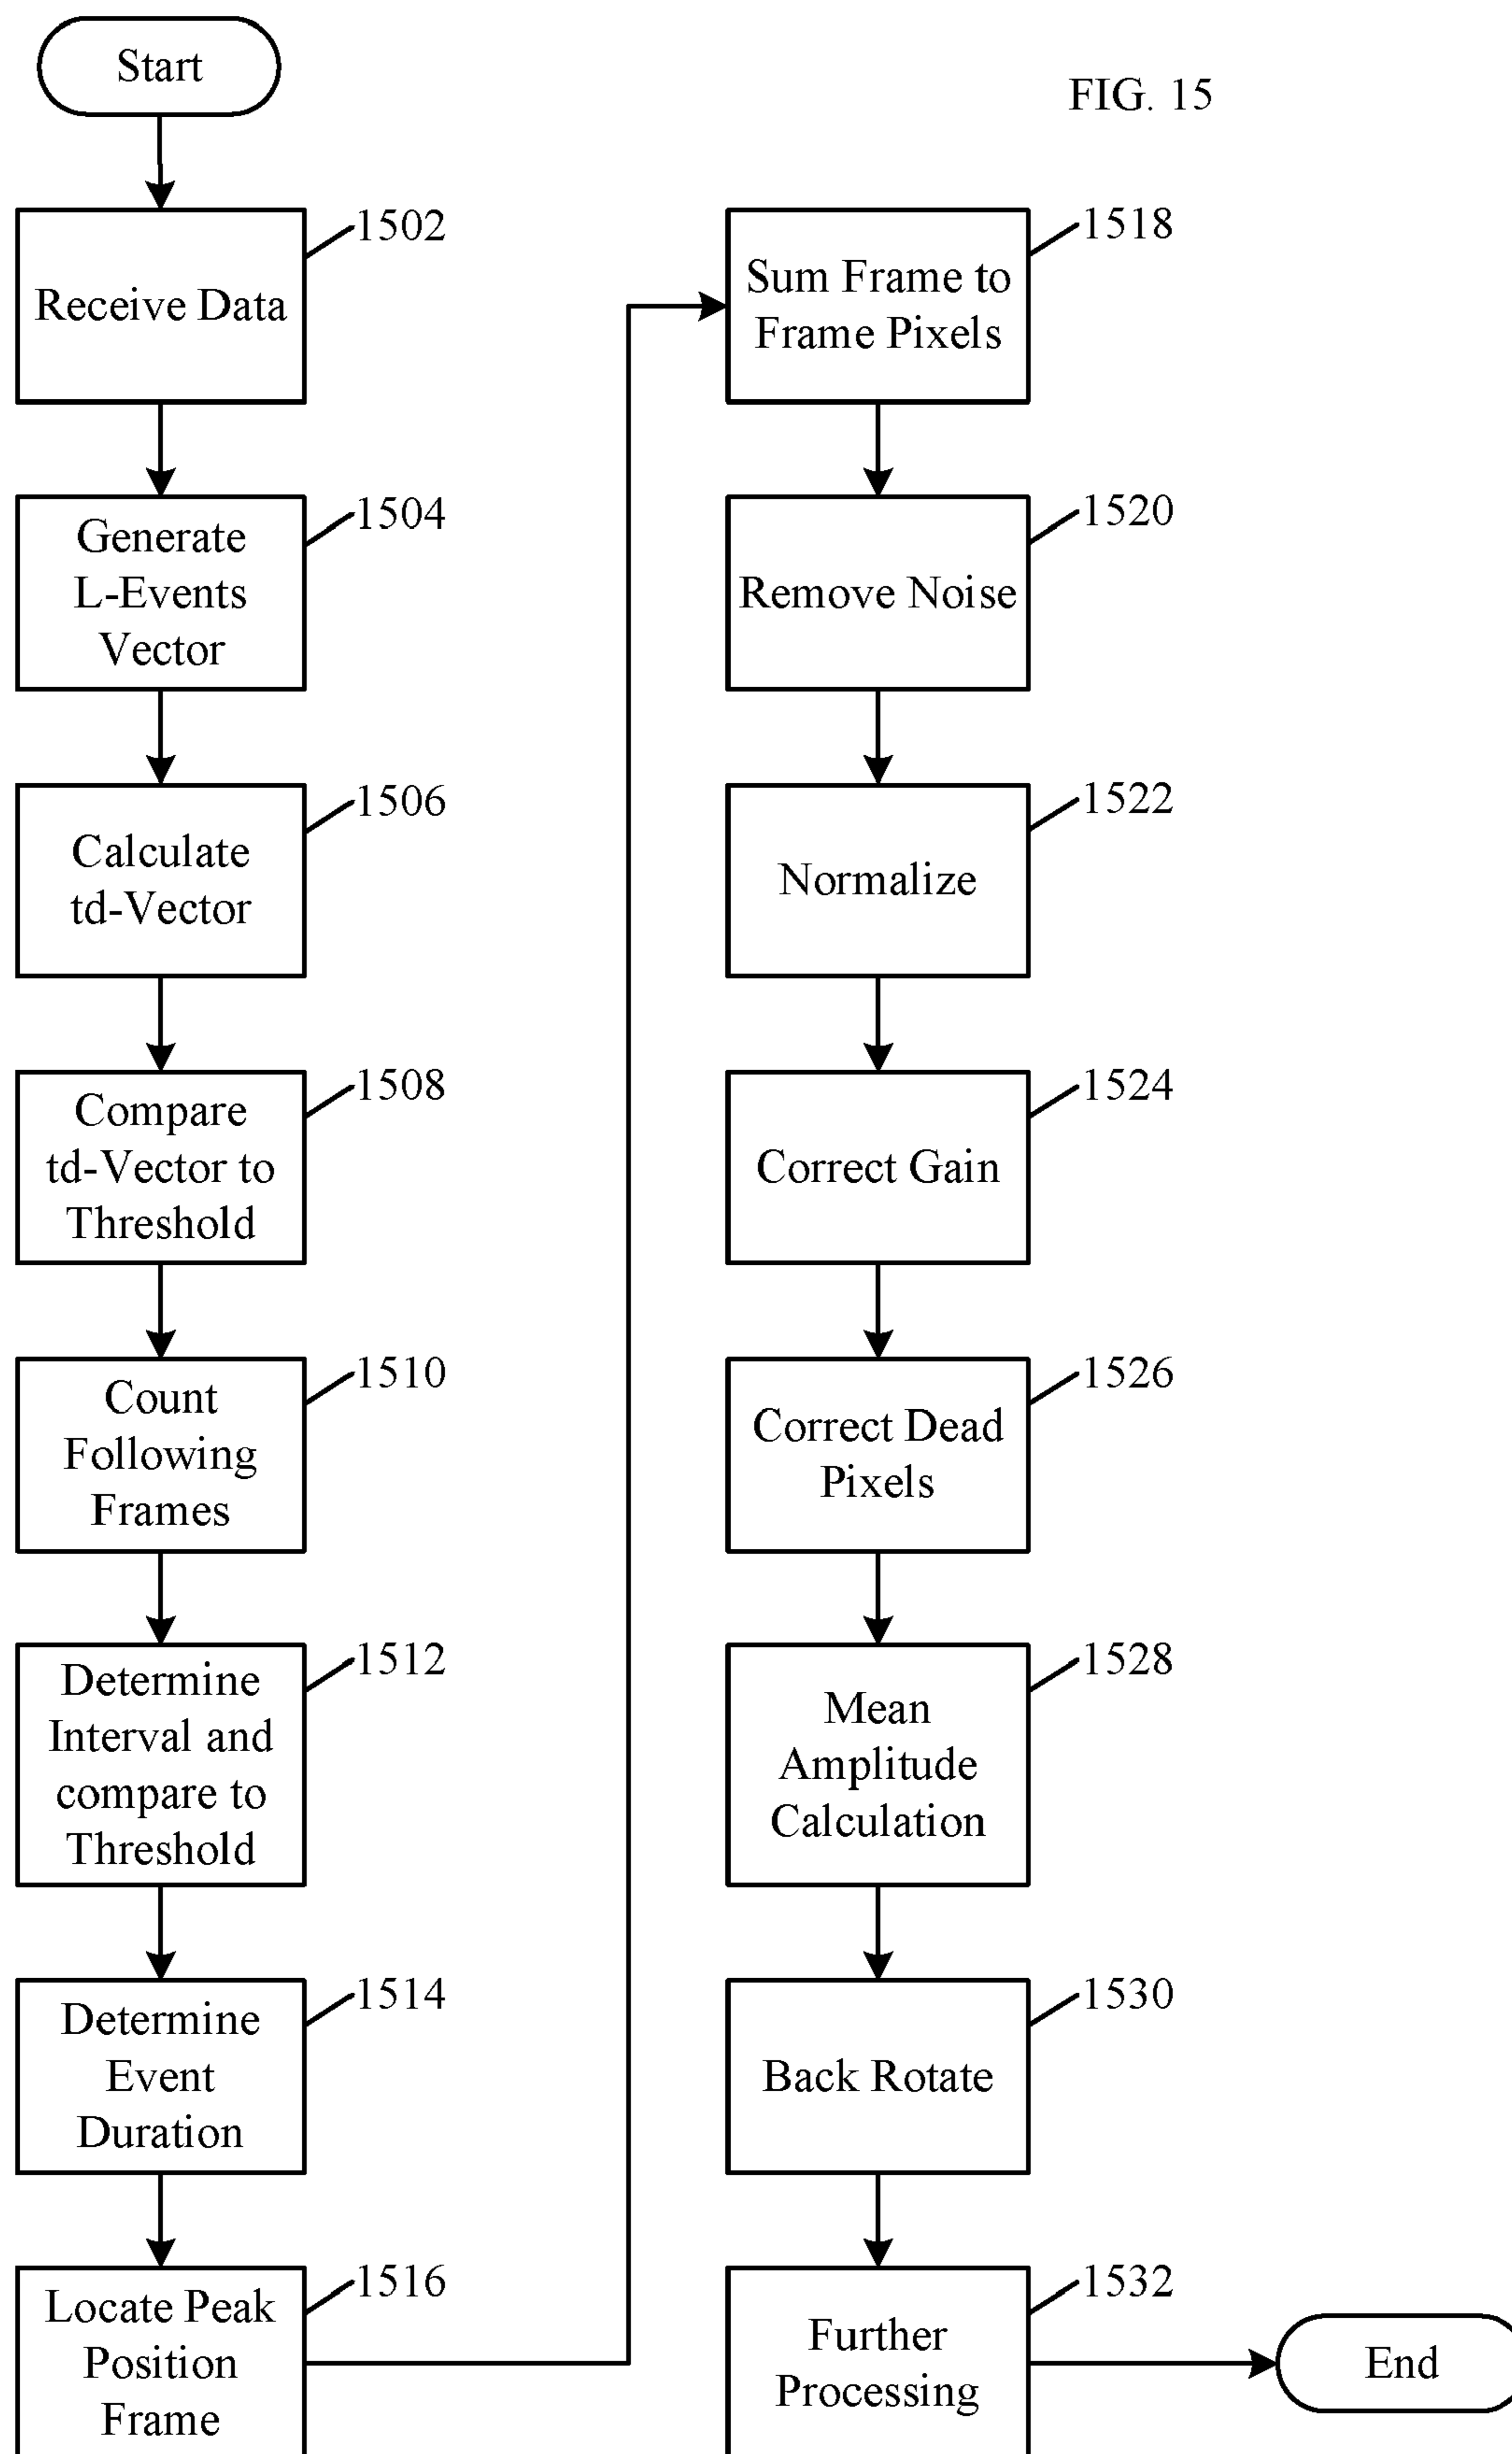 Start
FIG. 15
1502
Receive Data
1504
Generate
L-Events
Vector
1506
Calculate
td-Vector
1508
Compare
td-Vector to
Threshold
1510
Count
Following
Frames
1512
Determine
Interval and
compare to
Threshold
1514
Determine
Event
Duration
1516
Locate Peak
Position
Frame
1518
Sum Frame to
Frame Pixels
1520
Remove Noise
1522
Normalize
1524
Correct Gain
1526
Correct Dead
Pixels
1528
Mean
Amplitude
Calculation
1530
Back Rotate
1532
Further
Processing
End